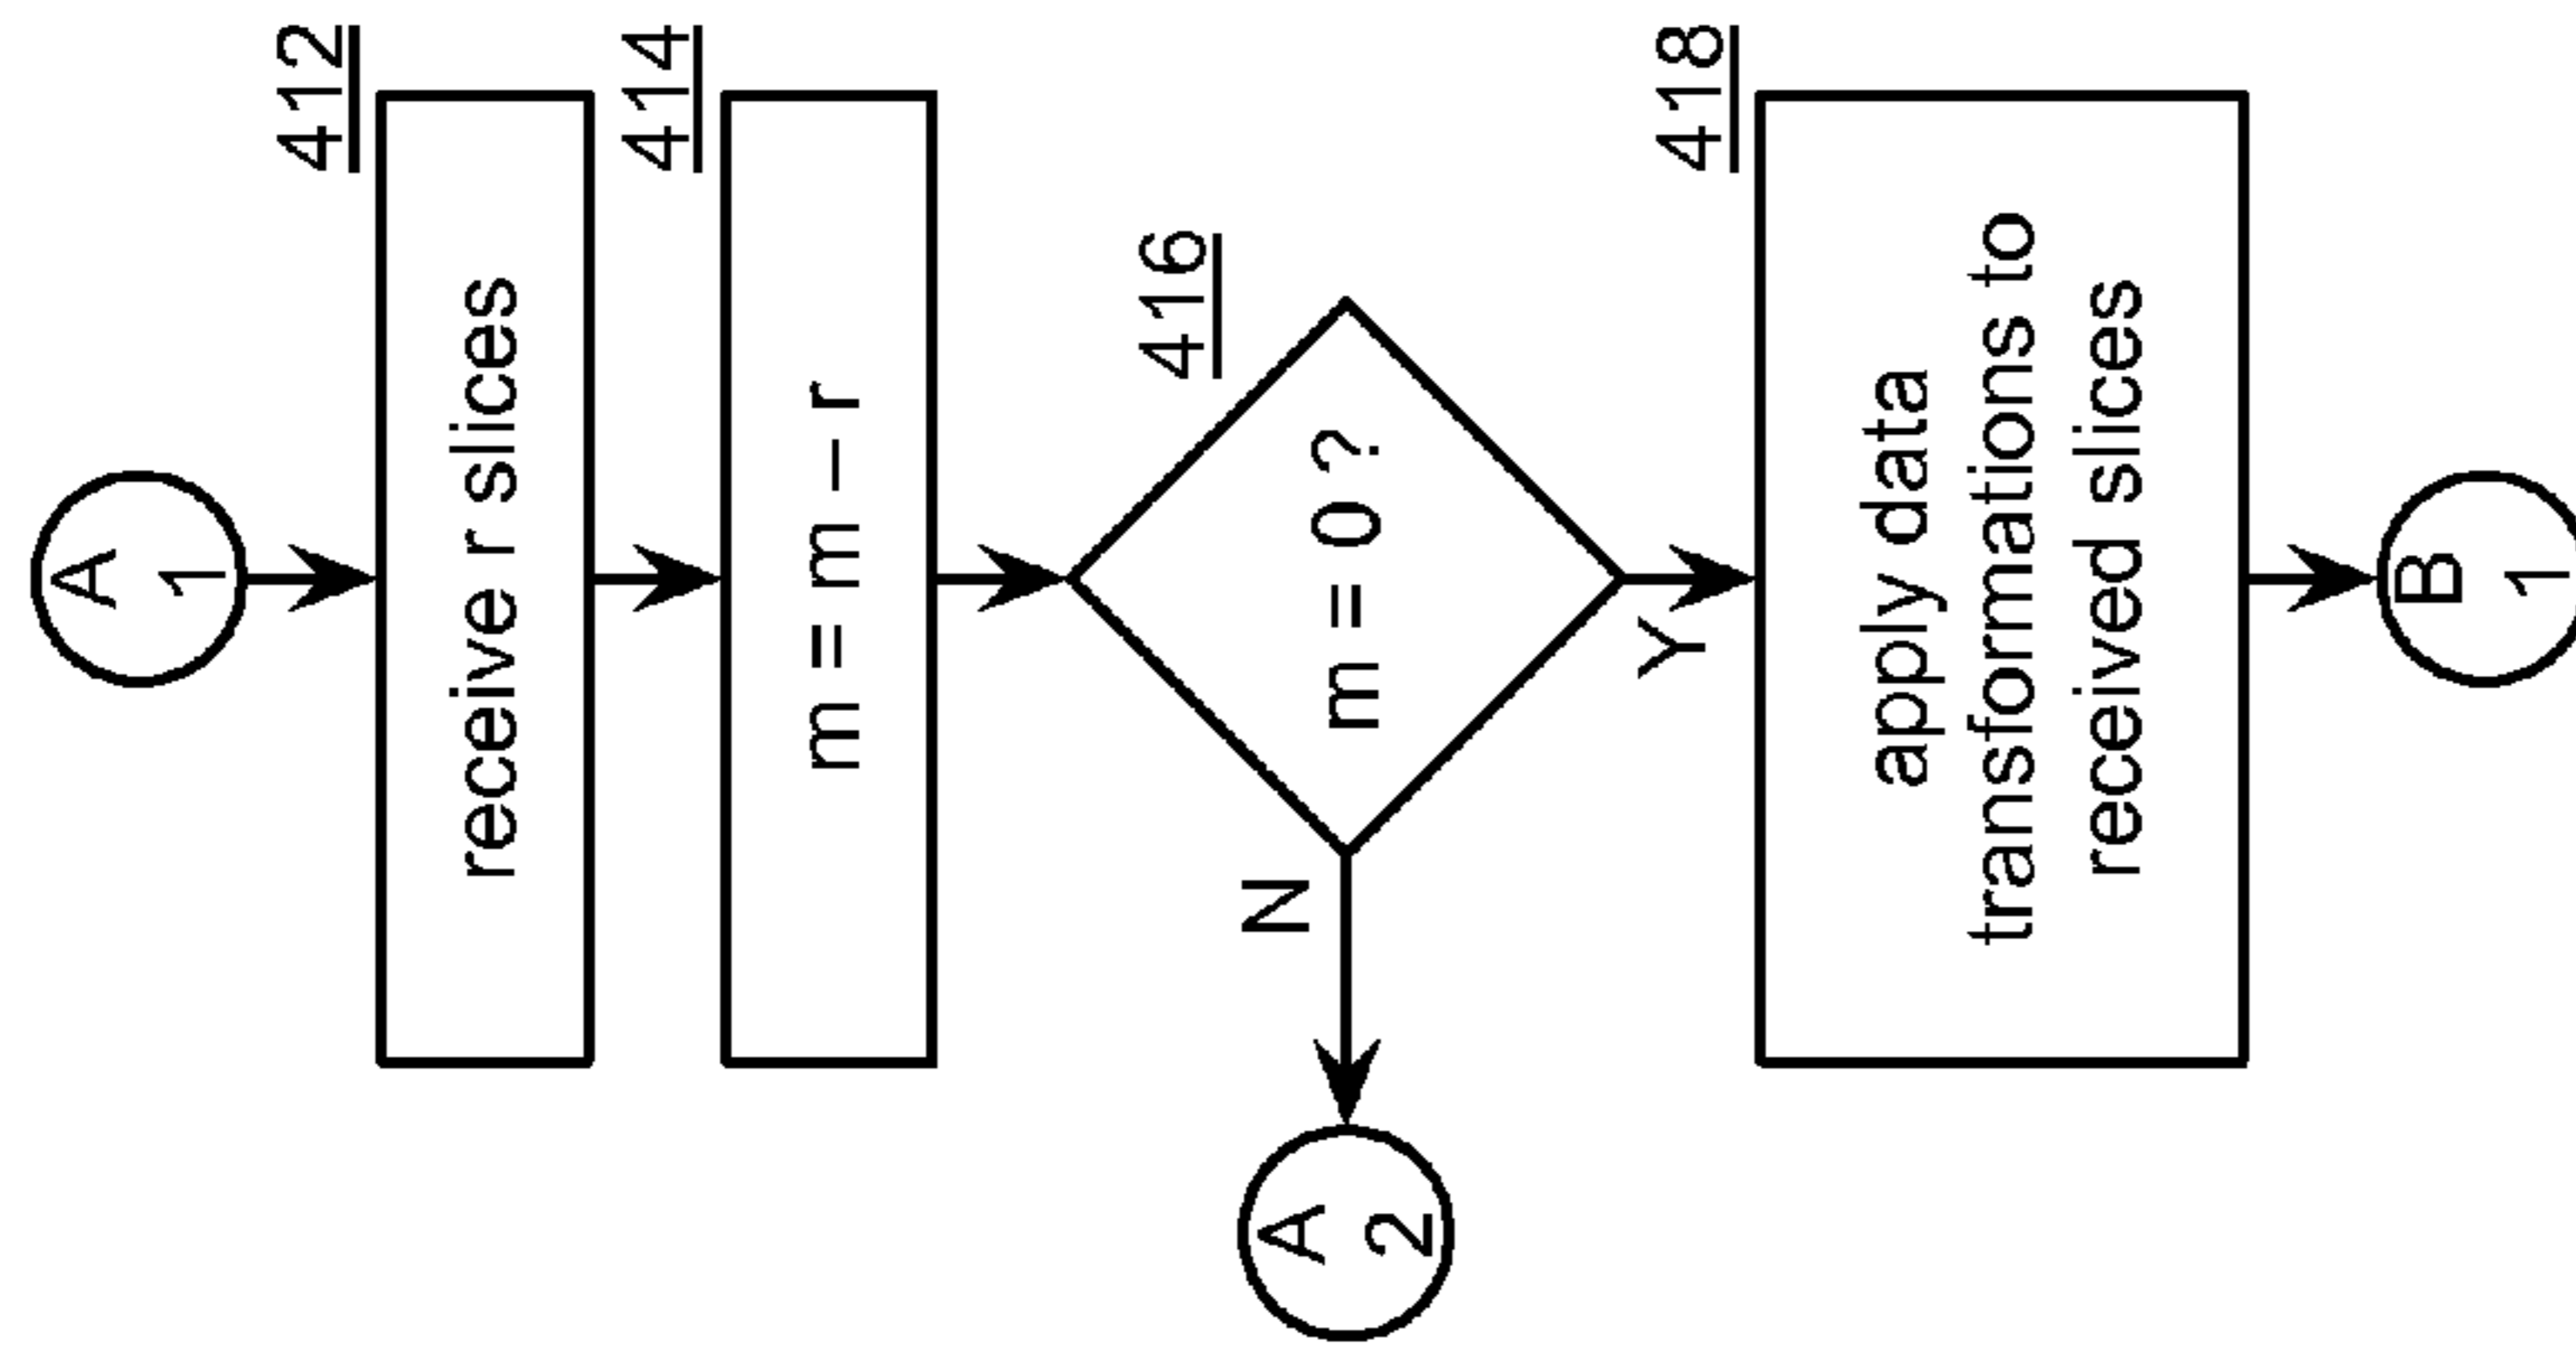 A
1
412
receive r slices
414
m = m – r
416
m = 0 ?
N
A
2
Y
418
apply data
transformations to
received slices
B
1